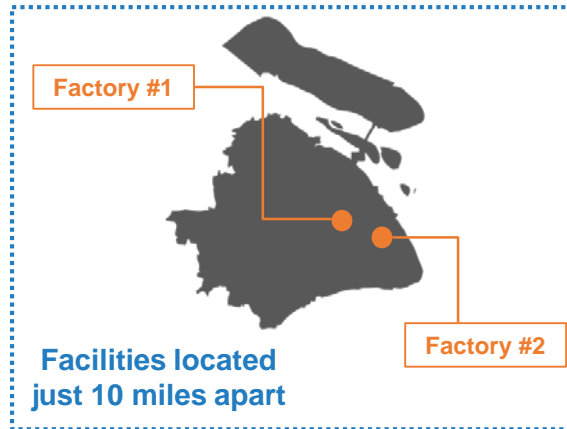 Factory #1
Factory #2
Facilities located
just 10 miles apart